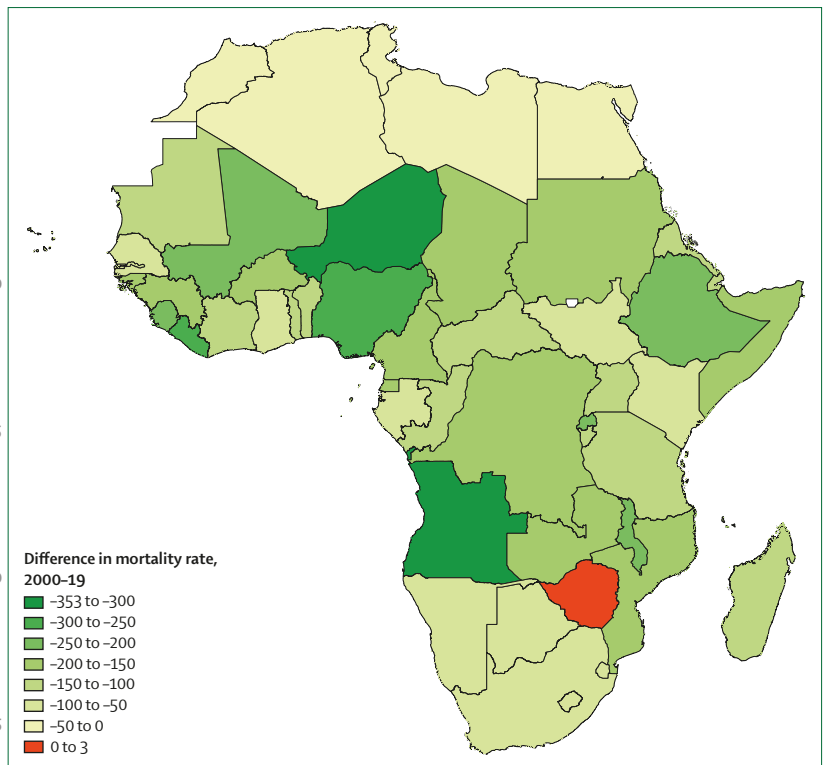 Difference in mortality rate,
2000–19
–353 to –300
–300 to –250
–250 to –200
–200 to –150
–150 to –100
–100 to –50
–50 to 0
0 to 3